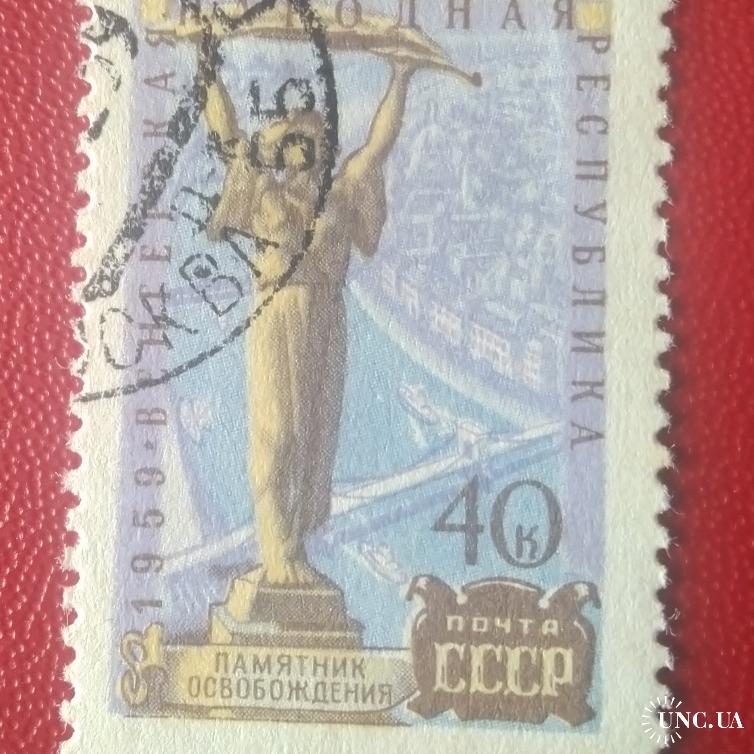 1959 · ВЕНГЕРСКАЯ
НАРОДНАЯ
РЕСПУБЛИКА
40
К
ПОЧТА
СССР
ПАМЯТНИК
ОСВОБОЖДЕНИЯ
UNC.UA